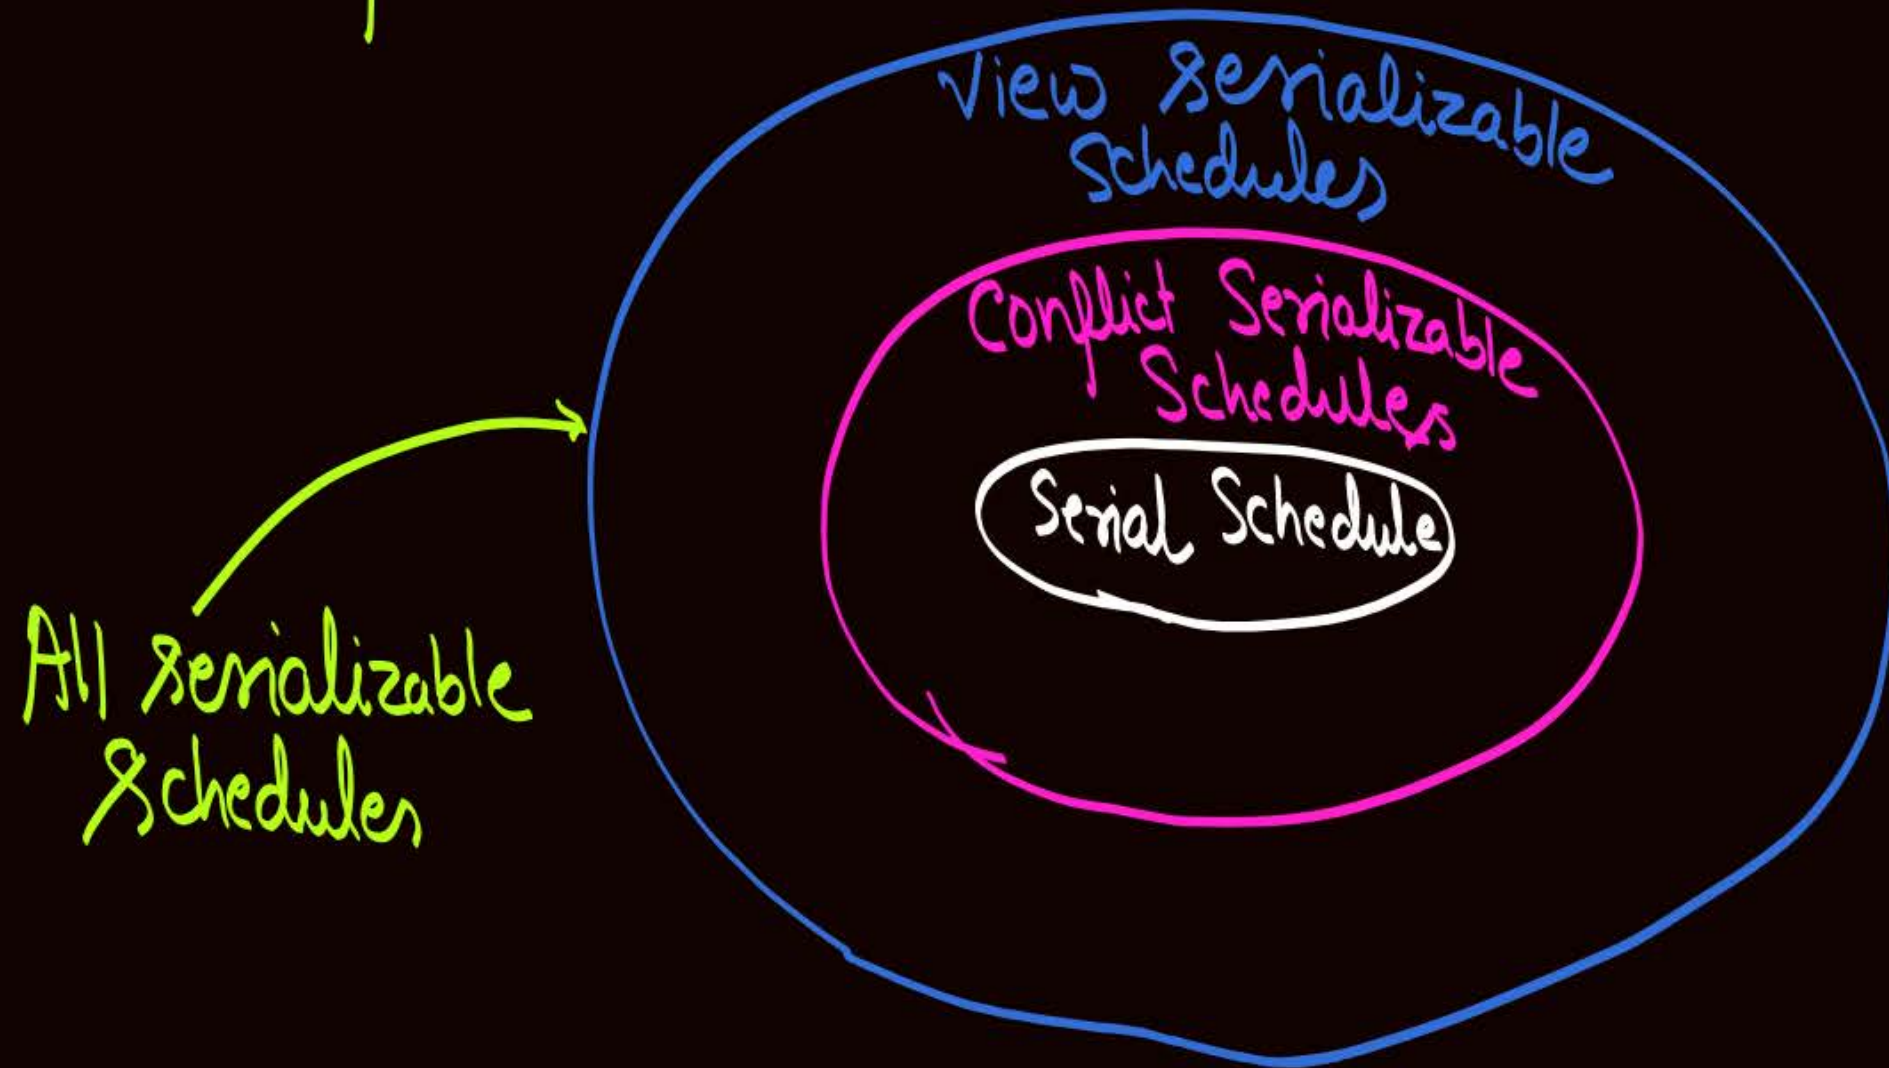 View Serializable
Schedules
Conflict Serializable
Schedules
Serial Schedule
All serializable
Schedules